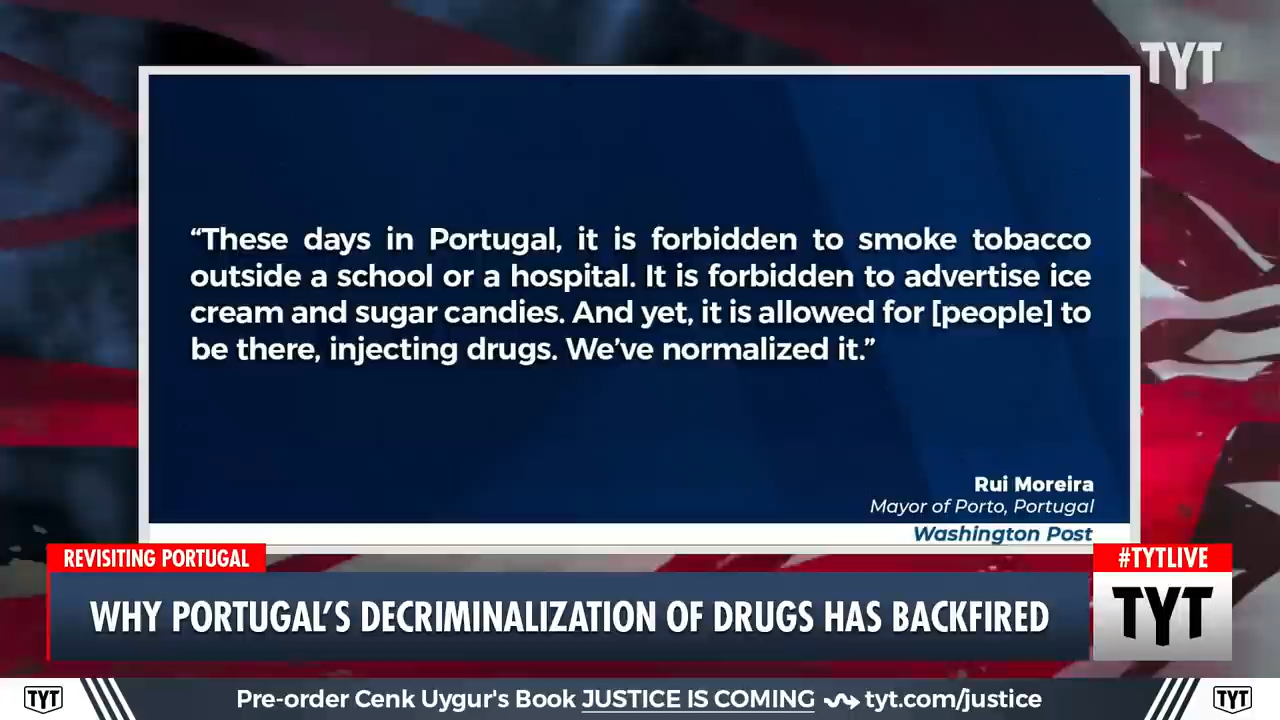 TYT
“These days in Portugal, it is forbidden to smoke tobacco
outside a school or a hospital. It is forbidden to advertise ice
cream and sugar candies. And yet, it is allowed for [people] to
be there, injecting drugs. We’ve normalized it.”
Rui Moreira
Mayor of Porto, Portugal
Washington Post
REVISITING PORTUGAL
#TYTLIVE
WHY PORTUGAL’S DECRIMINALIZATION OF DRUGS HAS BACKFIRED
TYT
TYT
Pre-order Cenk Uygur's Book JUSTICE IS COMING tyt.com/justice
TYT